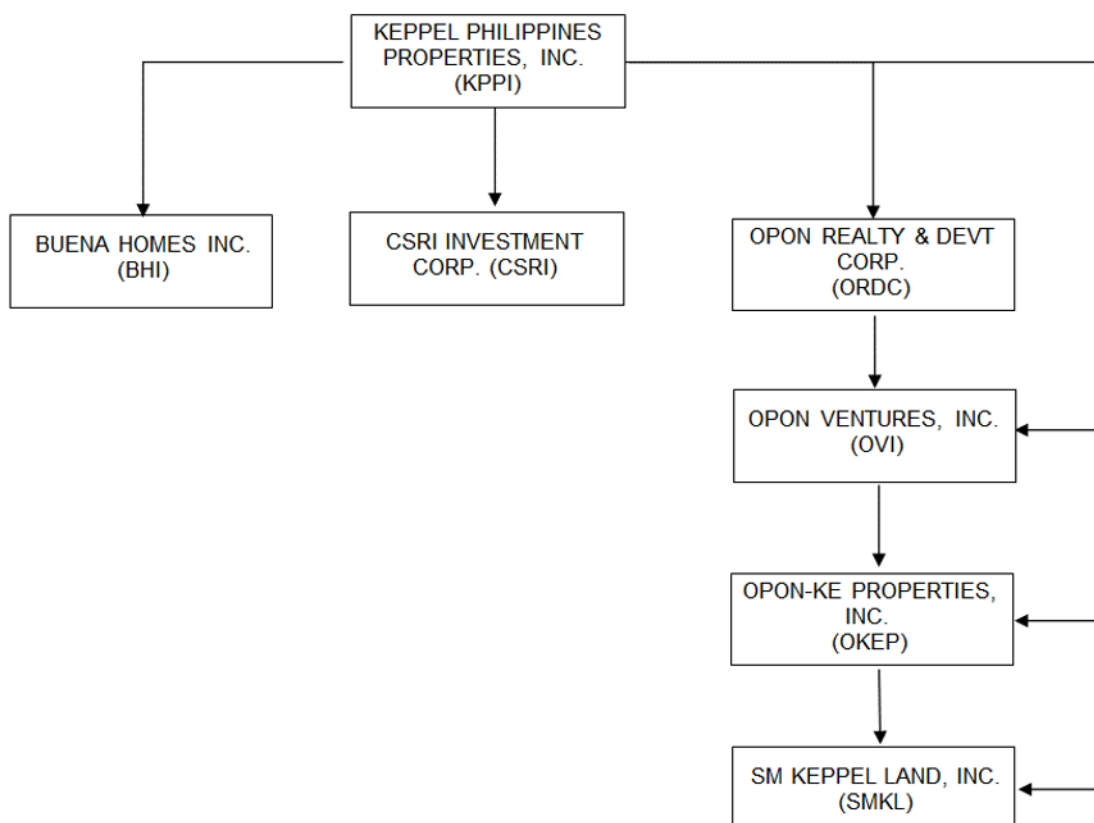 KEPPEL PHILIPPINES
PROPERTIES, INC.
(KPPI)
BUENA HOMES INC.
(BHI)
CSRI INVESTMENT
CORP. (CSRI)
OPON REALTY & DEVT
CORP.
(ORDC)
OPON VENTURES, INC.
(OVI)
OPON-KE PROPERTIES,
INC.
(OKEP)
SM KEPPEL LAND, INC.
(SMKL)